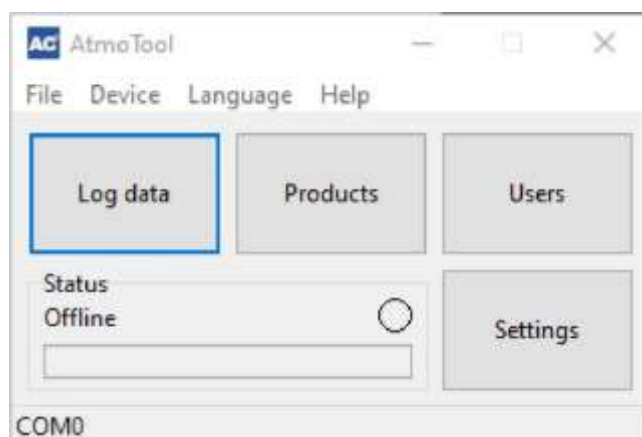 AC AtmoTool
File Device Language Help
Log data Products Users
Status
Offline
Settings
COM0